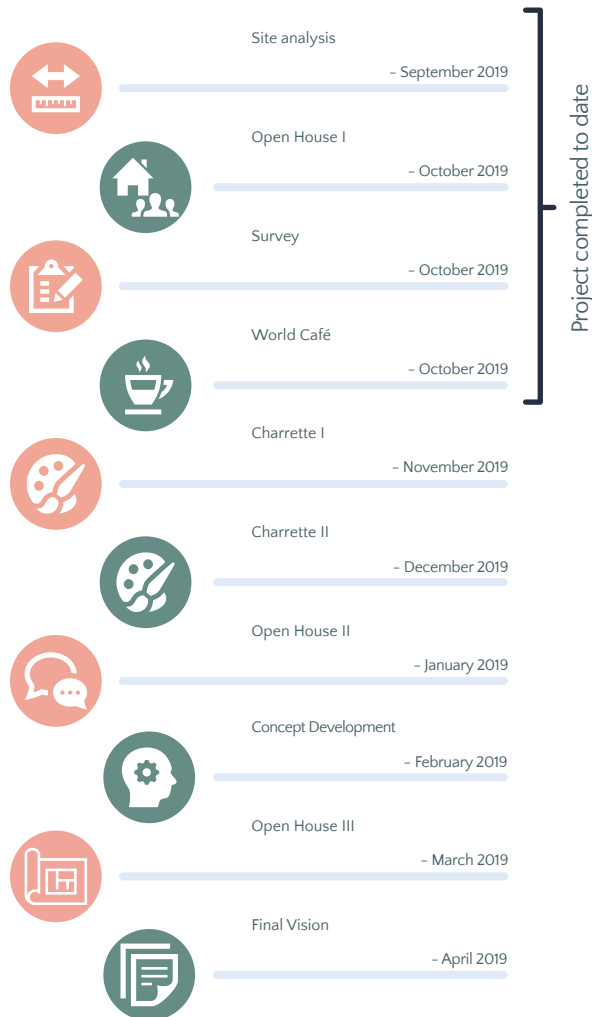 Site analysis
- September 2019
Open House I
- October 2019
Survey
- October 2019
World Café
- October 2019
Project completed to date
Charrette I
- November 2019
Charrette II
- December 2019
Open House II
- January 2019
Concept Development
- February 2019
Open House III
- March 2019
Final Vision
- April 2019